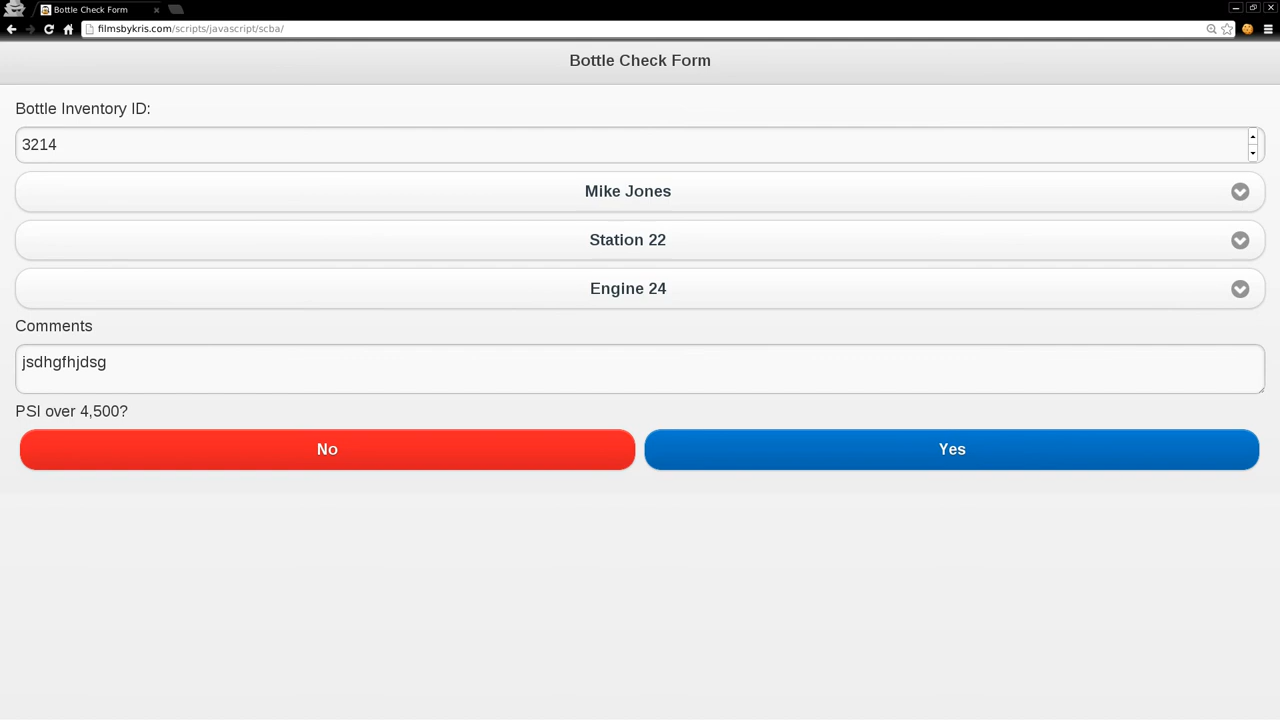 Bottle Check Form
filmsbykris.com/scripts/javascript/scba/
Bottle Check Form
Bottle Inventory ID:
3214
Mike Jones
Station 22
Engine 24
Comments
jsdhgfhjdsg
PSI over 4,500?
No Yes